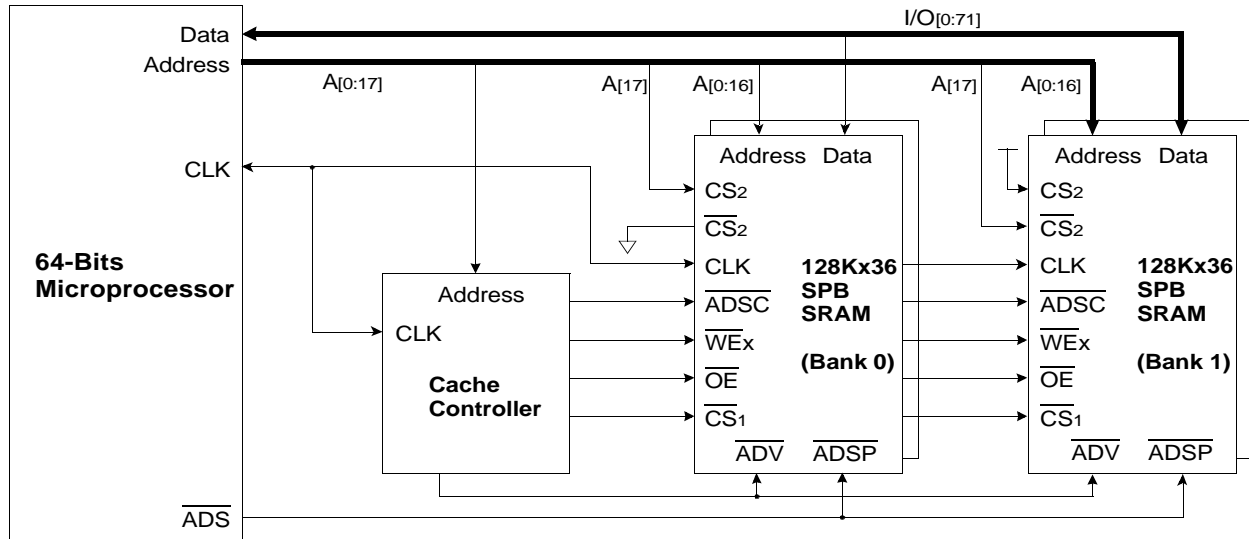 I/O[0:71]
Data
Address
A[0:17]
A[17]
A[0:16]
A[17]
A[0:16]
CLK
64-Bits
Microprocessor
ADS
Address
CLK
Cache
Controller
Address Data
CS2
CS2
CLK
ADSC
WEx
OE
CS1
128Kx36
SPB
SRAM
(Bank 0)
ADV ADSP
Address Data
CS2
CS2
CLK
ADSC
WEx
OE
CS1
128Kx36
SPB
SRAM
(Bank 1)
ADV ADSP